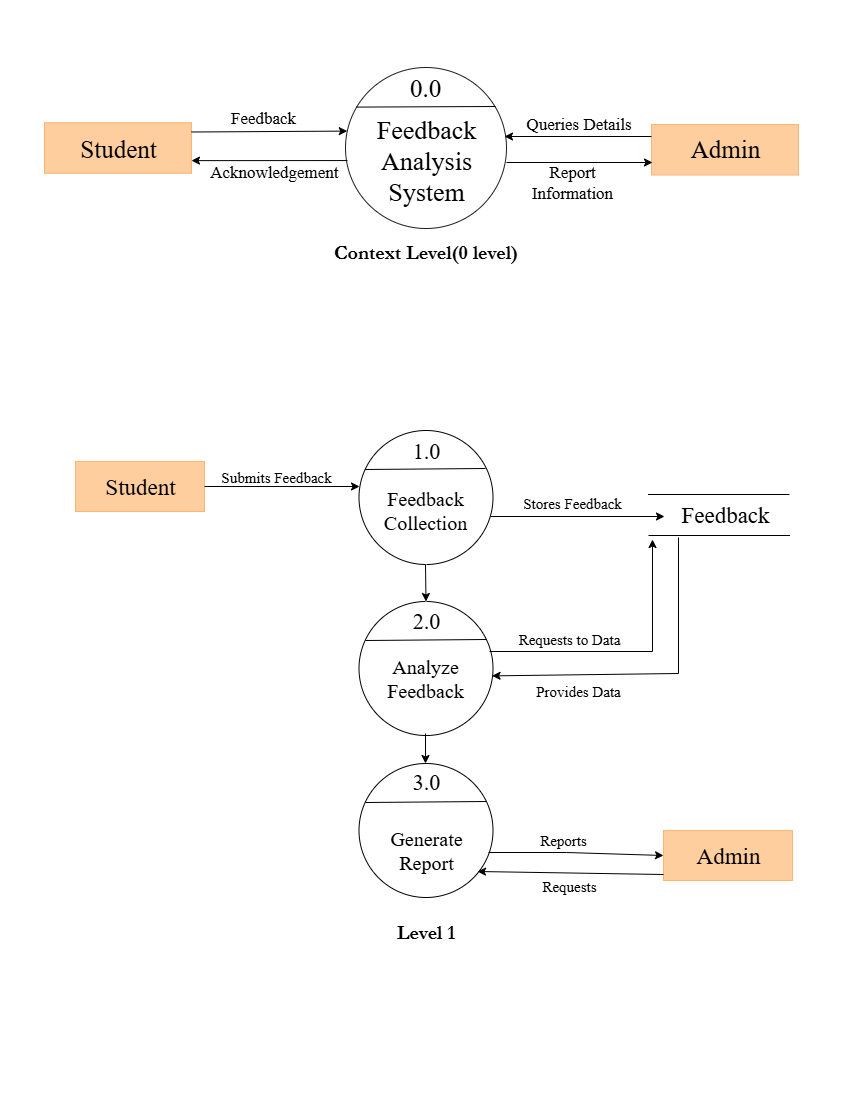 0.0
Feedback
Analysis
System
Student
Feedback
Acknowledgement
Queries Details
Report
Information
Admin
Context Level(0 level)
1.0
Feedback
Collection
Student
Submits Feedback
Stores Feedback
Feedback
2.0
Analyze
Feedback
Requests to Data
Provides Data
3.0
Generate
Report
Reports
Requests
Admin
Level 1